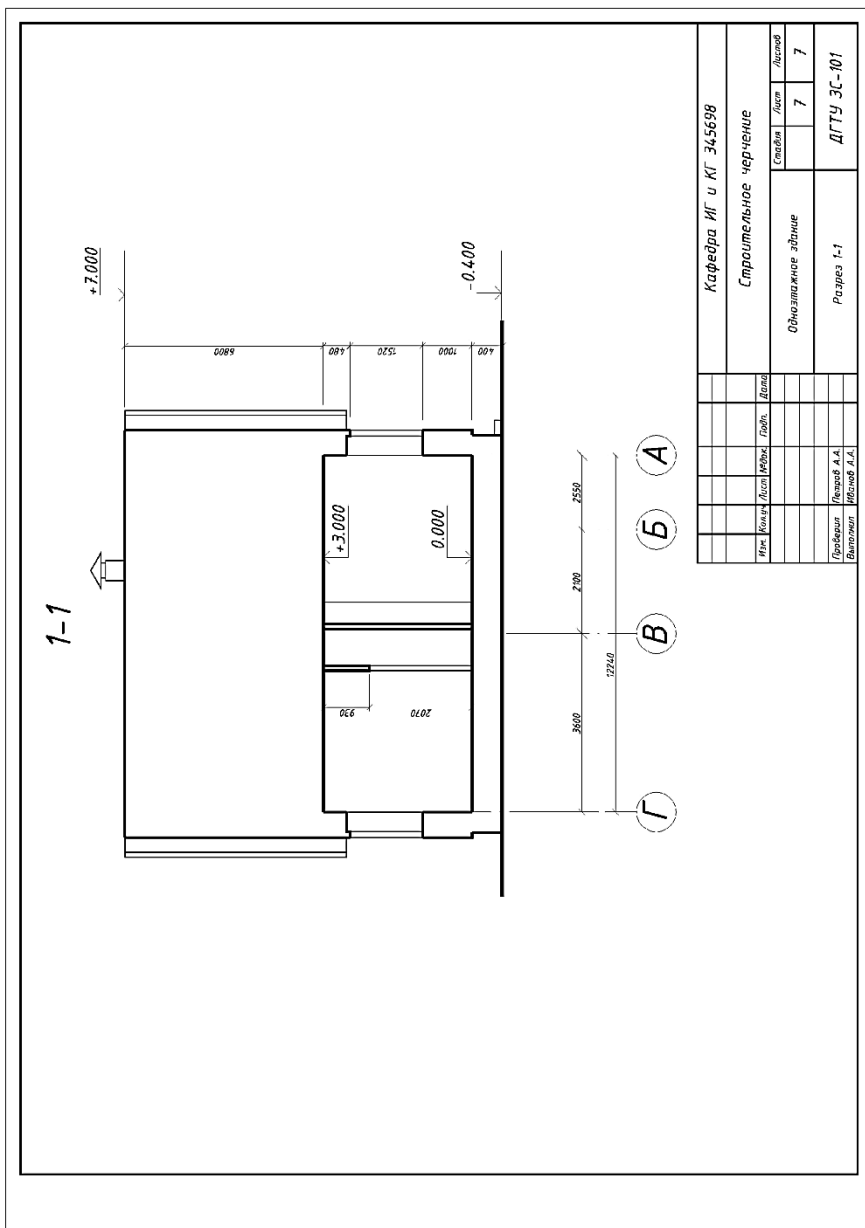 1-1
+7.000
6800
480
1520
1000
400
-0.400
+3.000
0.000
930
2070
3600
2100
2550
12240
Г
В
Б
А
Кафедра ИГ и КГ 345698
Строительное черчение
Изм. Кол.уч Лист №док. Подп. Дата
Одноэтажное здание
Стадия Лист Листов
7 7
Проверил Петров А.А.
Выполнил Иванов А.А.
Разрез 1-1
ДГТУ ЗС-101